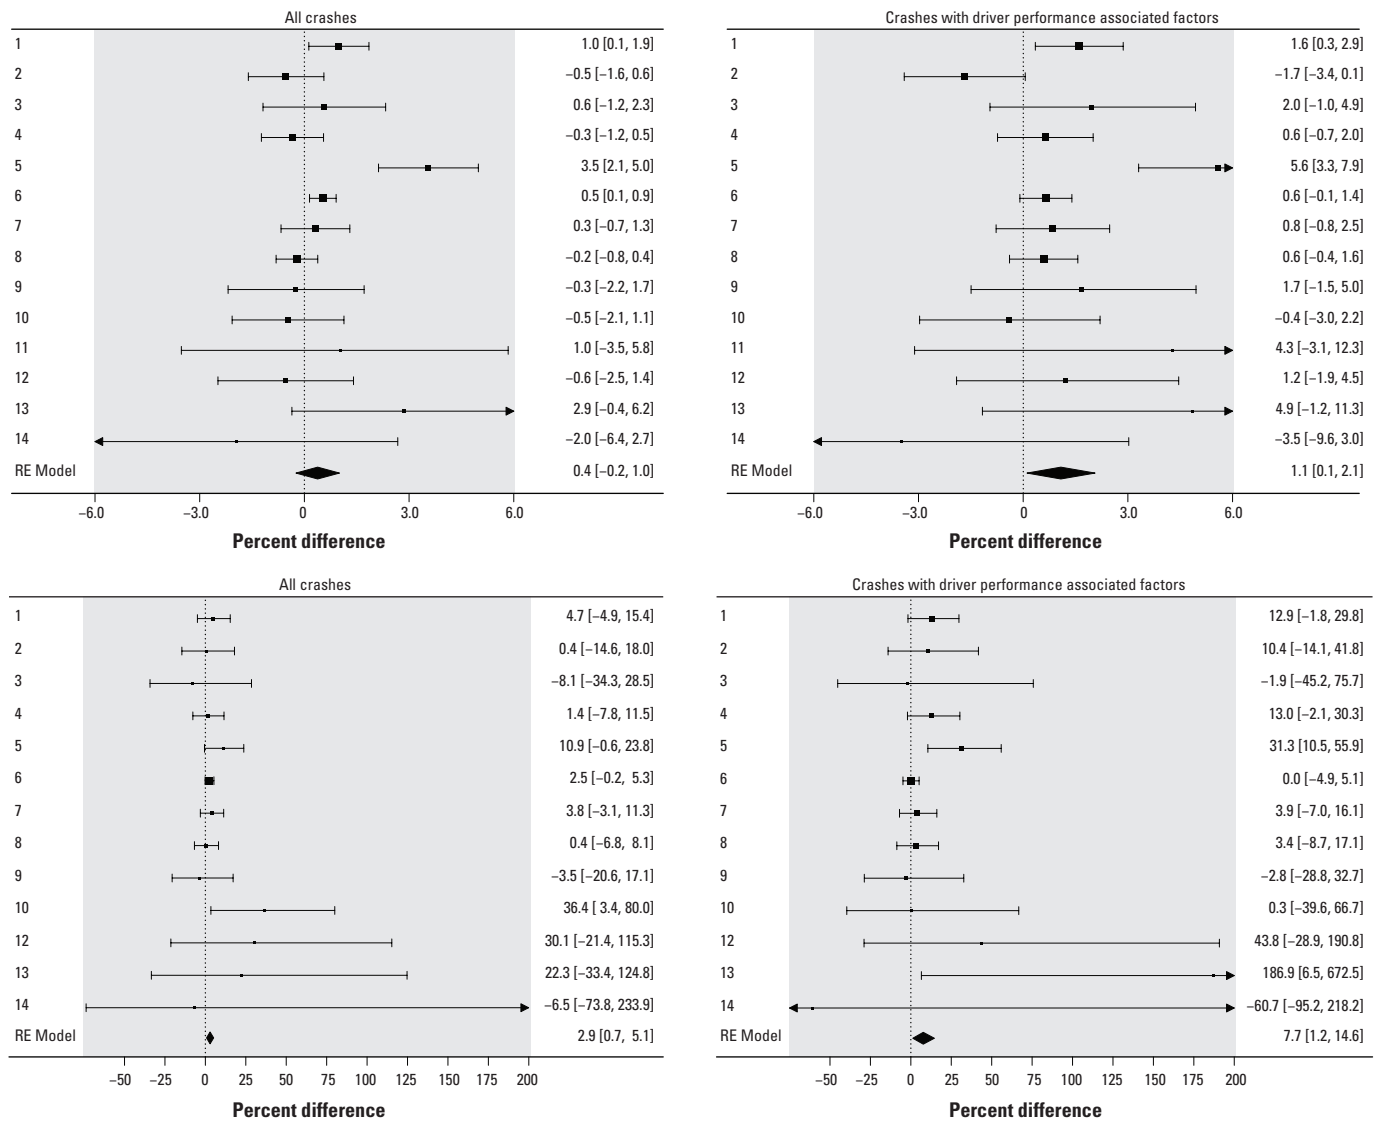 All crashes
1 1.0 [0.1, 1.9]
2 −0.5 [−1.6, 0.6]
3 0.6 [−1.2, 2.3]
4 −0.3 [−1.2, 0.5]
5 3.5 [2.1, 5.0]
6 0.5 [0.1, 0.9]
7 0.3 [−0.7, 1.3]
8 −0.2 [−0.8, 0.4]
9 −0.3 [−2.2, 1.7]
10 −0.5 [−2.1, 1.1]
11 1.0 [−3.5, 5.8]
12 −0.6 [−2.5, 1.4]
13 2.9 [−0.4, 6.2]
14 −2.0 [−6.4, 2.7]
RE Model 0.4 [−0.2, 1.0]
−6.0 −3.0 0 3.0 6.0
Percent difference
Crashes with driver performance associated factors
1 1.6 [0.3, 2.9]
2 −1.7 [−3.4, 0.1]
3 2.0 [−1.0, 4.9]
4 0.6 [−0.7, 2.0]
5 5.6 [3.3, 7.9]
6 0.6 [−0.1, 1.4]
7 0.8 [−0.8, 2.5]
8 0.6 [−0.4, 1.6]
9 1.7 [−1.5, 5.0]
10 −0.4 [−3.0, 2.2]
11 4.3 [−3.1, 12.3]
12 1.2 [−1.9, 4.5]
13 4.9 [−1.2, 11.3]
14 −3.5 [−9.6, 3.0]
RE Model 1.1 [0.1, 2.1]
−6.0 −3.0 0 3.0 6.0
Percent difference
All crashes
1 4.7 [−4.9, 15.4]
2 0.4 [−14.6, 18.0]
3 −8.1 [−34.3, 28.5]
4 1.4 [−7.8, 11.5]
5 10.9 [−0.6, 23.8]
6 2.5 [−0.2, 5.3]
7 3.8 [−3.1, 11.3]
8 0.4 [−6.8, 8.1]
9 −3.5 [−20.6, 17.1]
10 36.4 [ 3.4, 80.0]
12 30.1 [−21.4, 115.3]
13 22.3 [−33.4, 124.8]
14 −6.5 [−73.8, 233.9]
RE Model 2.9 [0.7, 5.1]
−50 −25 0 25 50 75 100 125 150 175 200
Percent difference
Crashes with driver performance associated factors
1 12.9 [−1.8, 29.8]
2 10.4 [−14.1, 41.8]
3 −1.9 [−45.2, 75.7]
4 13.0 [−2.1, 30.3]
5 31.3 [10.5, 55.9]
6 0.0 [−4.9, 5.1]
7 3.9 [−7.0, 16.1]
8 3.4 [−8.7, 17.1]
9 −2.8 [−28.8, 32.7]
10 0.3 [−39.6, 66.7]
12 43.8 [−28.9, 190.8]
13 186.9 [6.5, 672.5]
14 −60.7 [−95.2, 218.2]
RE Model 7.7 [1.2, 14.6]
−50 −25 0 25 50 75 100 125 150 175 200
Percent difference